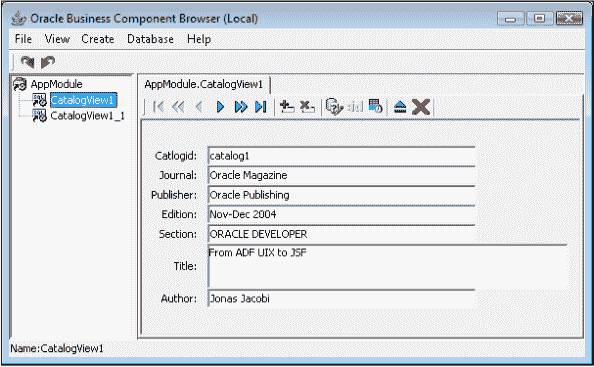 Oracle Business Component Browser (Local)
File View Create Database Help
AppModule
CatalogView1
CatalogView1_1
AppModule.CatalogView1
Catlogid: catalog1
Journal: Oracle Magazine
Publisher: Oracle Publishing
Edition: Nov-Dec 2004
Section: ORACLE DEVELOPER
Title: From ADF UIX to JSF
Author: Jonas Jacobi
Name:CatalogView1